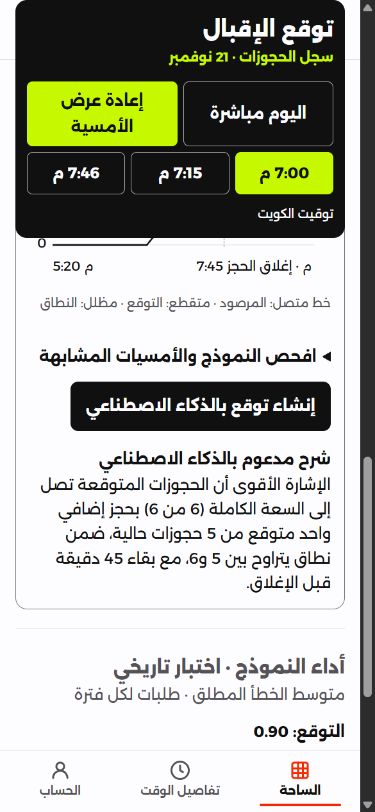 توقع الإقبال
سجل الحجوزات · 21 نوفمبر
اليوم مباشرة
إعادة عرض
الأمسية
7:00 م
7:15 م
7:46 م
توقيت الكويت
0
5:20 م
7:45 م · إغلاق الحجز
خط متصل: المرصود · متقطع: التوقع · مظلل: النطاق
افحص النموذج والأمسيات المشابهة
إنشاء توقع بالذكاء الاصطناعي
شرح مدعوم بالذكاء الاصطناعي
الإشارة الأقوى أن الحجوزات المتوقعة تصل
إلى السعة الكاملة (6 من 6) بحجز إضافي
واحد متوقع من 5 حجوزات حالية، ضمن
نطاق يتراوح بين 5 و6، مع بقاء 45 دقيقة
قبل الإغلاق.
أداء النموذج · اختبار تاريخي
متوسط الخطأ المطلق · طلبات لكل فترة
التوقع: 0.90
الساحة
تفاصيل الوقت
الحساب